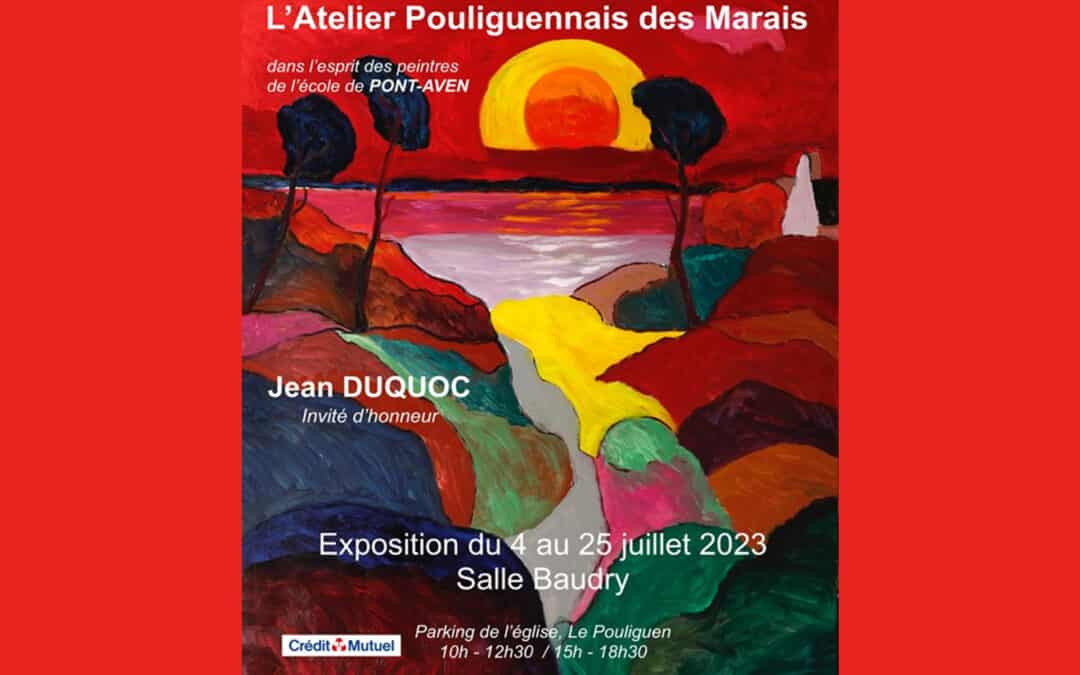 L'Atelier Pouliguennais des Marais
dans l'esprit des peintres
de l'école de PONT-AVEN
Jean DUQUOC
Invité d'honneur
Exposition du 4 au 25 juillet 2023
Salle Baudry
Parking de l'église, Le Pouliguen
10h - 12h30 / 15h - 18h30
Crédit Mutuel